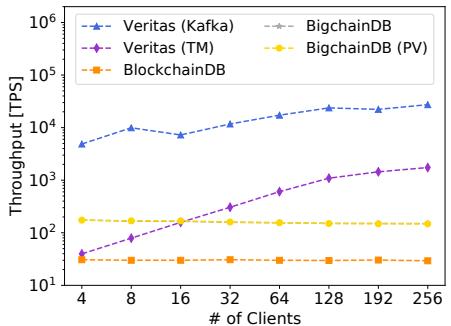 Veritas (Kafka)
Veritas (TM)
BlockchainDB
BigchainDB
BigchainDB (PV)
Throughput [TPS]
10^6
10^5
10^4
10^3
10^2
10^1
4 8 16 32 64 128 192 256
# of Clients